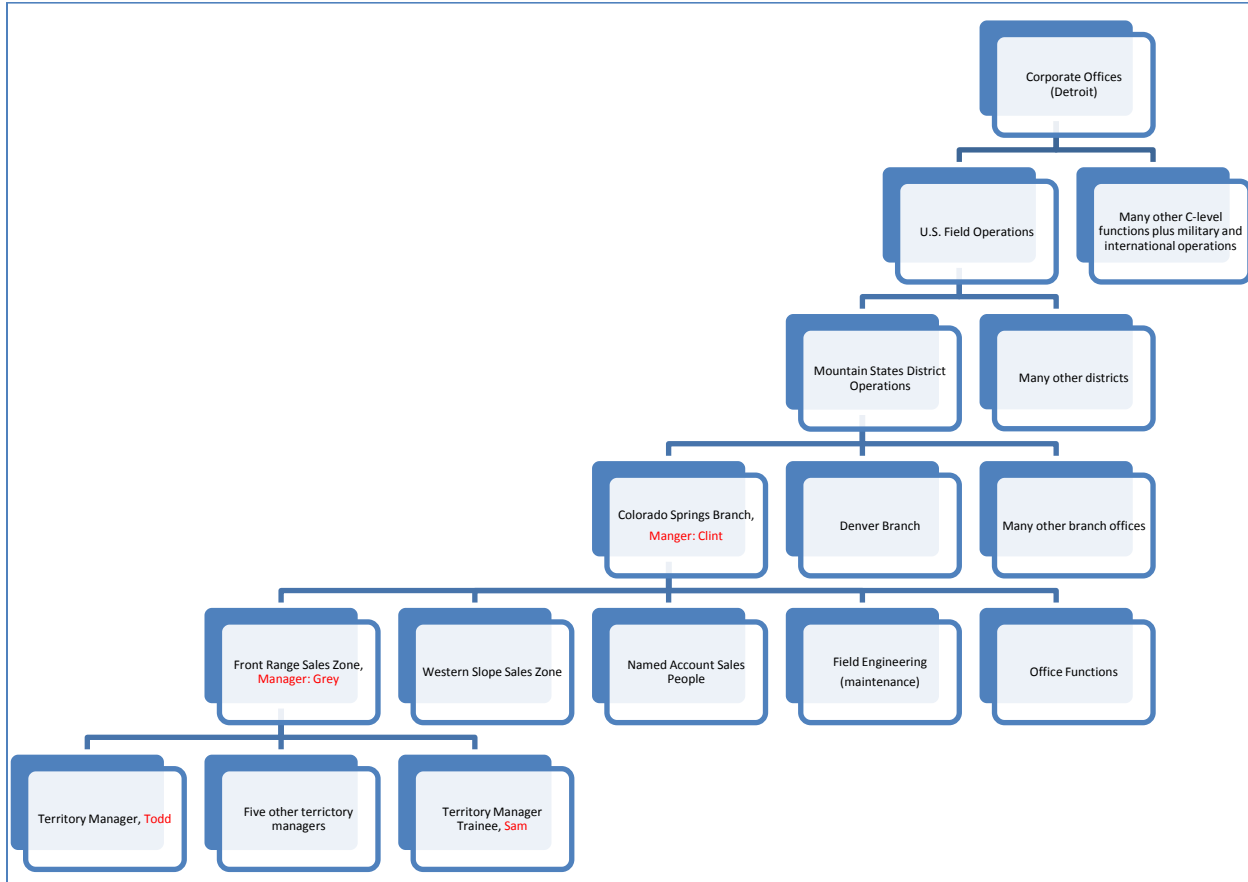 Corporate Offices
(Detroit)
U.S. Field Operations
Many other C-level
functions plus military and
international operations
Mountain States District
Operations
Many other districts
Colorado Springs Branch,
Manger: Clint
Denver Branch
Many other branch offices
Front Range Sales Zone,
Manager: Grey
Western Slope Sales Zone
Named Account Sales
People
Field Engineering
(maintenance)
Office Functions
Territory Manager, Todd
Five other terrictory
managers
Territory Manager
Trainee, Sam